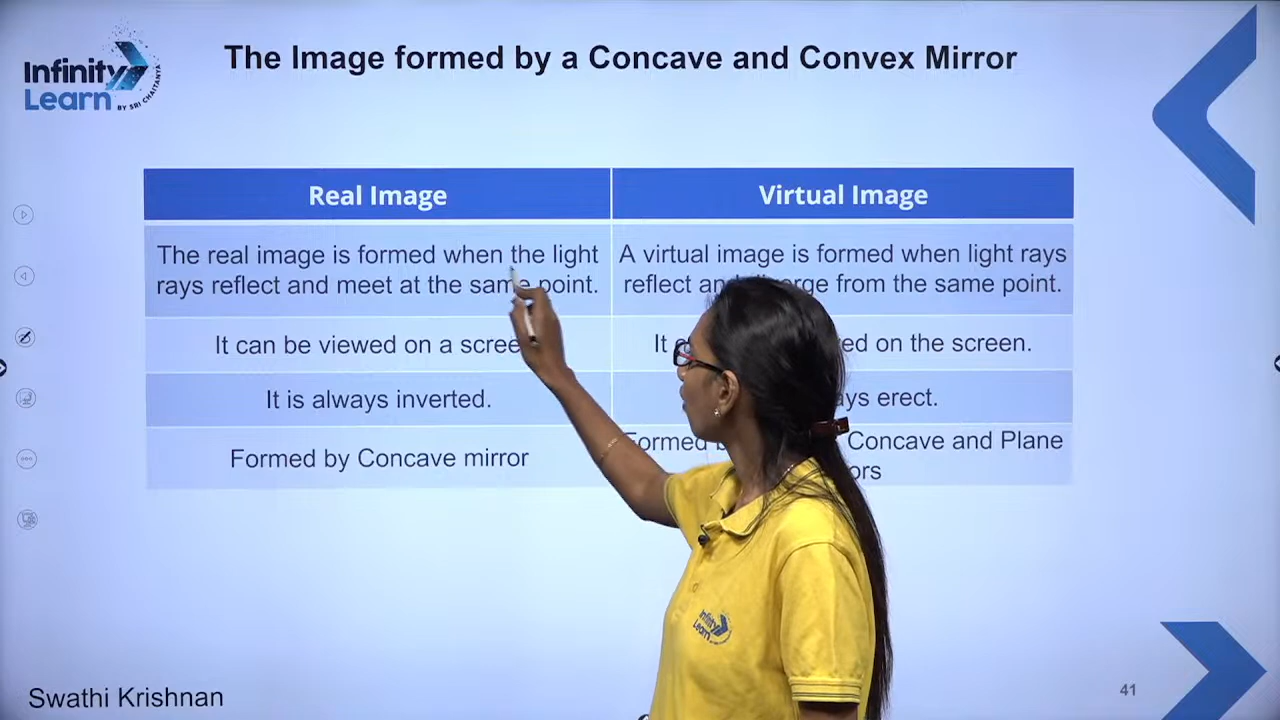 The Image formed by a Concave and Convex Mirror
Infinity
Learn
BY SRI CHAITANYA
Real Image
Virtual Image
The real image is formed when the light
rays reflect and meet at the same point.
A virtual image is formed when light rays
reflect from the same point.
It can be viewed on a
It on the screen.
It is always inverted.
erect.
Formed by Concave mirror
Formed Concave and Plane
Infinity
Learn
Swathi Krishnan
41